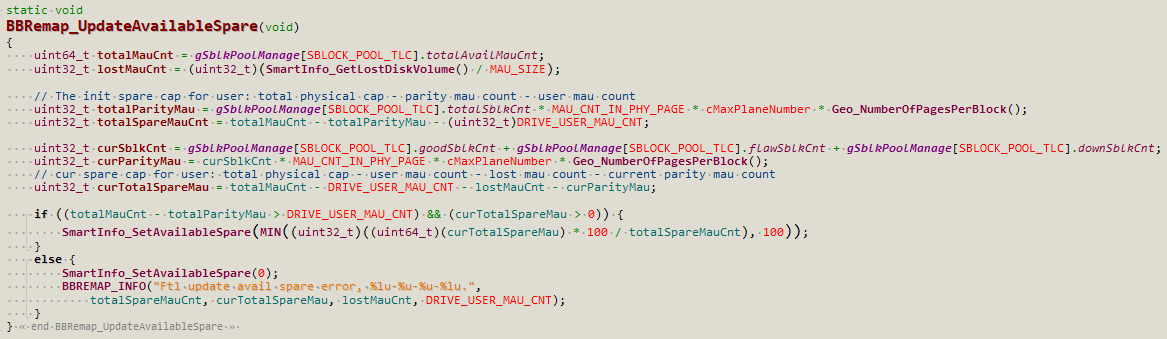 static void
BBRemap_UpdateAvailableSpare(void)
{
    uint64_t totalMauCnt = gSblkPoolManage[SBLOCK_POOL_TLC].totalAvailMauCnt;
    uint32_t lostMauCnt = (uint32_t)(SmartInfo_GetLostDiskVolume() / MAU_SIZE);

    // The init spare cap for user: total physical cap - parity mau count - user mau count
    uint32_t totalParityMau = gSblkPoolManage[SBLOCK_POOL_TLC].totalSblkCnt * MAU_CNT_IN_PHY_PAGE * cMaxPlaneNumber * Geo_NumberOfPagesPerBlock();
    uint32_t totalSpareMauCnt = totalMauCnt - totalParityMau - (uint32_t)DRIVE_USER_MAU_CNT;

    uint32_t curSblkCnt = gSblkPoolManage[SBLOCK_POOL_TLC].goodSblkCnt + gSblkPoolManage[SBLOCK_POOL_TLC].flawSblkCnt + gSblkPoolManage[SBLOCK_POOL_TLC].downSblkCnt;
    uint32_t curParityMau = curSblkCnt * MAU_CNT_IN_PHY_PAGE * cMaxPlaneNumber * Geo_NumberOfPagesPerBlock();
    // cur spare cap for user: total physical cap - user mau count - lost mau count - current parity mau count
    uint32_t curTotalSpareMau = totalMauCnt - DRIVE_USER_MAU_CNT - lostMauCnt - curParityMau;

    if ((totalMauCnt - totalParityMau > DRIVE_USER_MAU_CNT) && (curTotalSpareMau > 0)) {
        SmartInfo_SetAvailableSpare(MIN((uint32_t)((uint64_t)(curTotalSpareMau) * 100 / totalSpareMauCnt), 100));
    }
    else {
        SmartInfo_SetAvailableSpare(0);
        BBREMAP_INFO("Ftl update avail spare error, %lu-%u-%u-%lu.",
            totalSpareMauCnt, curTotalSpareMau, lostMauCnt, DRIVE_USER_MAU_CNT);
    }
} « end BBRemap_UpdateAvailableSpare »